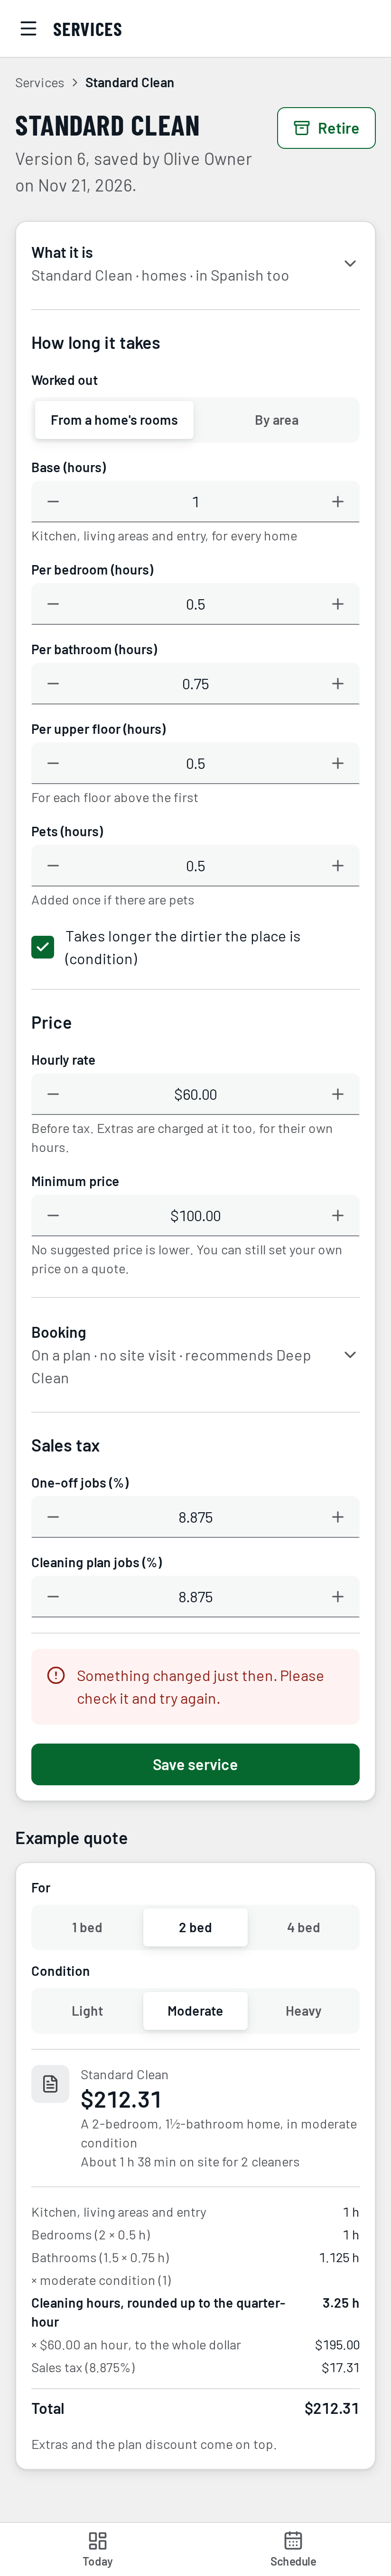 SERVICES
Services > Standard Clean
STANDARD CLEAN
Retire
Version 6, saved by Olive Owner
on Nov 21, 2026.
What it is
Standard Clean · homes · in Spanish too
How long it takes
Worked out
From a home's rooms
By area
Base (hours)
1
Kitchen, living areas and entry, for every home
Per bedroom (hours)
0.5
Per bathroom (hours)
0.75
Per upper floor (hours)
0.5
For each floor above the first
Pets (hours)
0.5
Added once if there are pets
Takes longer the dirtier the place is
(condition)
Price
Hourly rate
$60.00
Before tax. Extras are charged at it too, for their own
hours.
Minimum price
$100.00
No suggested price is lower. You can still set your own
price on a quote.
Booking
On a plan · no site visit · recommends Deep
Clean
Sales tax
One-off jobs (%)
8.875
Cleaning plan jobs (%)
8.875
Something changed just then. Please
check it and try again.
Save service
Example quote
For
1 bed
2 bed
4 bed
Condition
Light
Moderate
Heavy
Standard Clean
$212.31
A 2-bedroom, 1½-bathroom home, in moderate
condition
About 1 h 38 min on site for 2 cleaners
Kitchen, living areas and entry 1 h
Bedrooms (2 × 0.5 h) 1 h
Bathrooms (1.5 × 0.75 h) 1.125 h
× moderate condition (1)
Cleaning hours, rounded up to the quarter- 3.25 h
hour
× $60.00 an hour, to the whole dollar $195.00
Sales tax (8.875%) $17.31
Total $212.31
Extras and the plan discount come on top.
Today
Schedule